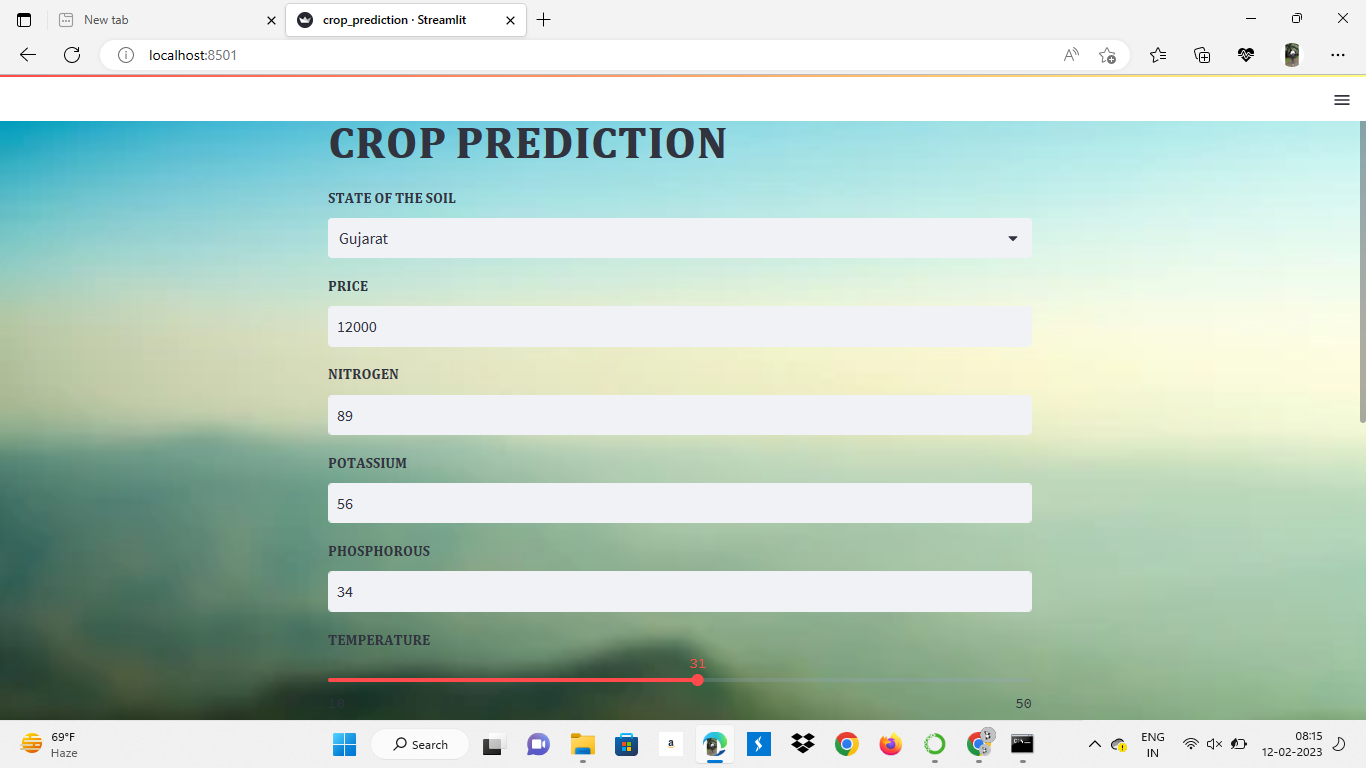 New tab
crop_prediction · Streamlit
localhost:8501
CROP PREDICTION
STATE OF THE SOIL
Gujarat
PRICE
12000
NITROGEN
89
POTASSIUM
56
PHOSPHOROUS
34
TEMPERATURE
31
10 50
69°F
Haze
Search
a
ENG
IN
08:15
12-02-2023